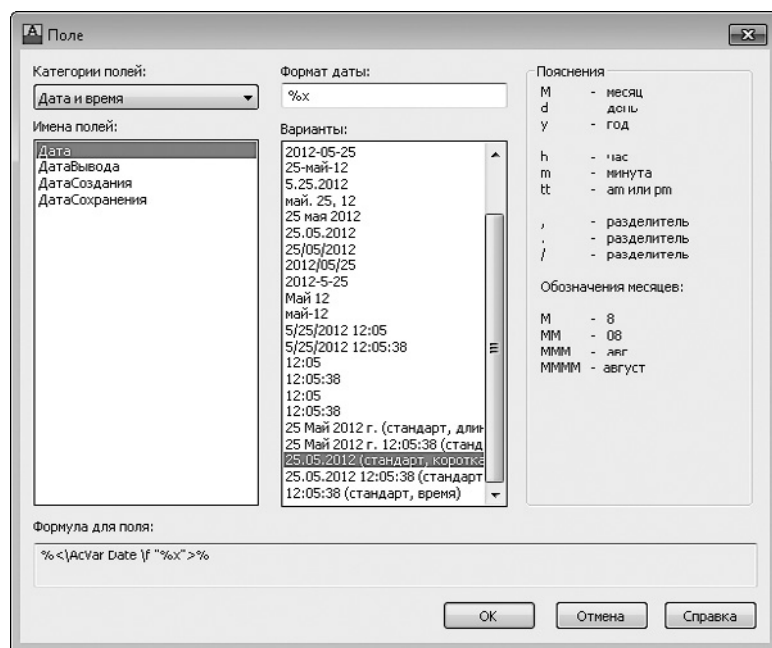 Поле
Категории полей:
Дата и время
Имена полей:
Дата
ДатаВывода
ДатаСоздания
ДатаСохранения
Формат даты:
%x
Варианты:
2012-05-25
25-май-12
5.25.2012
май. 25, 12
25 мая 2012
25.05.2012
25/05/2012
2012/05/25
2012-5-25
Май 12
май-12
5/25/2012 12:05
5/25/2012 12:05:38
12:05
12:05:38
12:05
12:05:38
25 Май 2012 г. (стандарт, длин
25 Май 2012 г. 12:05:38 (станд
25.05.2012 (стандарт, коротка
25.05.2012 12:05:38 (стандарт
12:05:38 (стандарт, время)
Пояснения
M - месяц
d день
y - год
h - час
m - минута
tt - am или pm
, - разделитель
. - разделитель
/ - разделитель
Обозначения месяцев:
M - 8
MM - 08
MMM - авг
MMMM - август
Формула для поля:
%<\AcVar Date \f "%x">%
OK
Отмена
Справка